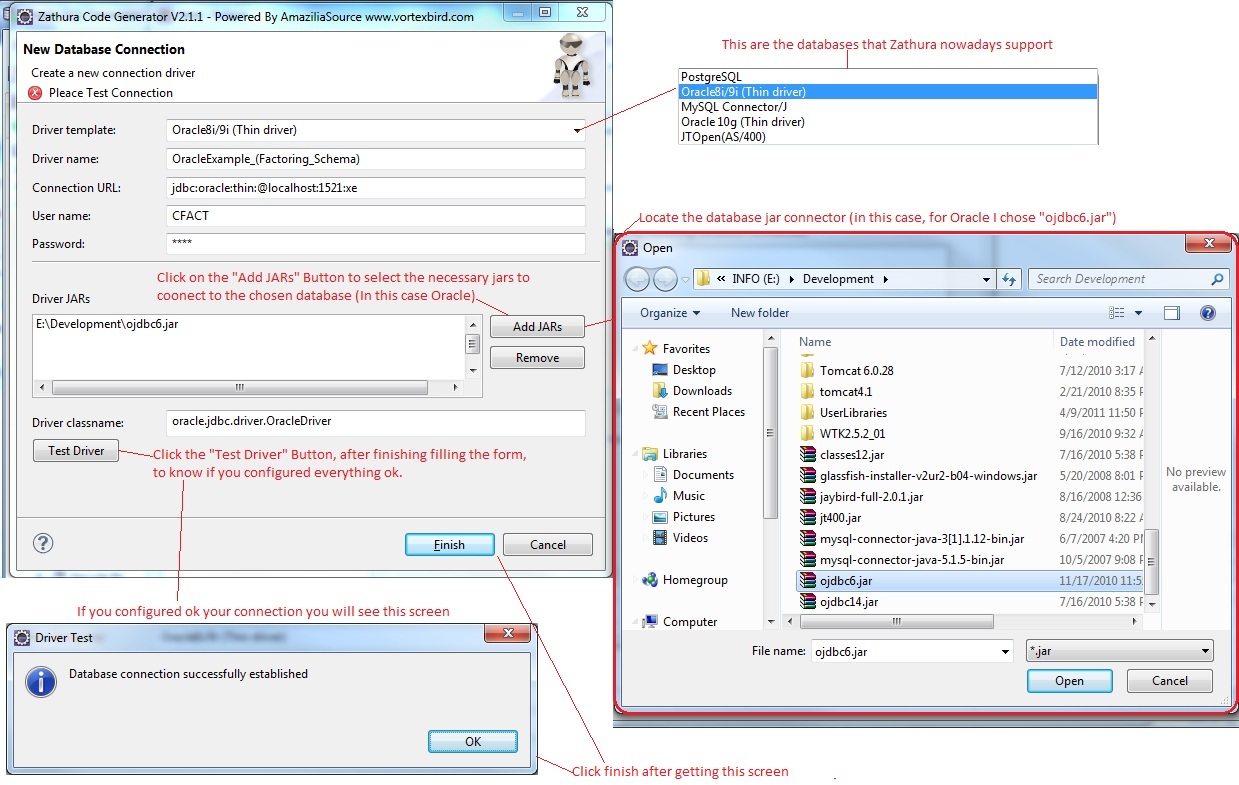 Zathura Code Generator V2.1.1 - Powered By AmaziliaSource www.vortexbird.com
New Database Connection
Create a new connection driver
Pleace Test Connection
Driver template:
Oracle8i/9i (Thin driver)
Driver name:
OracleExample_(Factoring_Schema)
Connection URL:
jdbc:oracle:thin:@localhost:1521:xe
User name:
CFACT
Password:
****
Click on the "Add JARs" Button to select the necessary jars to
coonect to the chosen database (In this case Oracle)
Driver JARs
E:\Development\ojdbc6.jar
Add JARs
Remove
Driver classname:
oracle.jdbc.driver.OracleDriver
Test Driver
Click the "Test Driver" Button, after finishing filling the form,
to know if you configured everything ok.
Finish
Cancel
This are the databases that Zathura nowadays support
PostgreSQL
Oracle8i/9i (Thin driver)
MySQL Connector/J
Oracle 10g (Thin driver)
JTOpen(AS/400)
Locate the database jar connector (in this case, for Oracle I chose "ojdbc6.jar")
Open
« INFO (E:) Development
Search Development
Organize
New folder
Favorites
Desktop
Downloads
Recent Places
Libraries
Documents
Music
Pictures
Videos
Homegroup
Computer
Name Date modified
Tomcat 6.0.28 7/12/2010 3:17 A
tomcat4.1 2/21/2010 8:35 F
UserLibraries 4/9/2011 11:50 F
WTK2.5.2_01 9/16/2010 9:32 A
classes12.jar 7/16/2010 5:38 F
glassfish-installer-v2ur2-b04-windows.jar 5/20/2008 8:01 F
jaybird-full-2.0.1.jar 8/16/2008 12:36
jt400.jar 8/24/2010 8:22 A
mysql-connector-java-3[1].1.12-bin.jar 6/7/2007 4:20 PM
mysql-connector-java-5.1.5-bin.jar 10/5/2007 9:08 F
ojdbc6.jar 11/17/2010 11:5
ojdbc14.jar 7/16/2010 5:38 F
No preview
available.
File name:
ojdbc6.jar
*.jar
Open
Cancel
If you configured ok your connection you will see this screen
Driver Test
Database connection successfully established
OK
Click finish after getting this screen